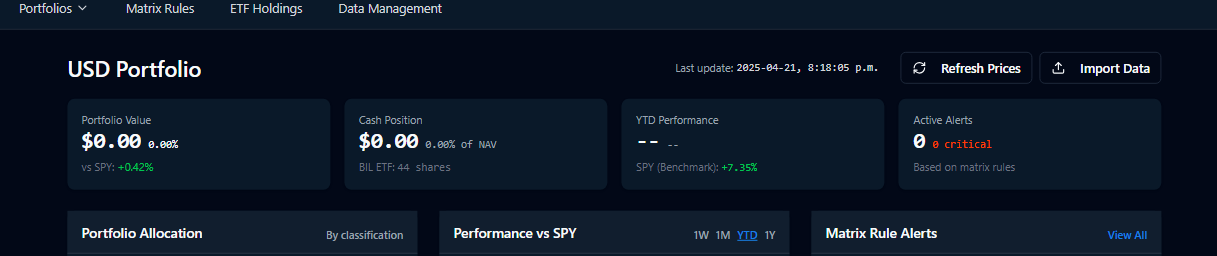 Portfolios Matrix Rules ETF Holdings Data Management
USD Portfolio Last update: 2025-04-21, 8:18:05 p.m. Refresh Prices Import Data
Portfolio Value
$0.00 0.00%
vs SPY: +0.42%
Cash Position
$0.00 0.00% of NAV
BIL ETF: 44 shares
YTD Performance
-- --
SPY (Benchmark): +7.35%
Active Alerts
0 0 critical
Based on matrix rules
Portfolio Allocation By classification
Performance vs SPY 1W 1M YTD 1Y
Matrix Rule Alerts View All